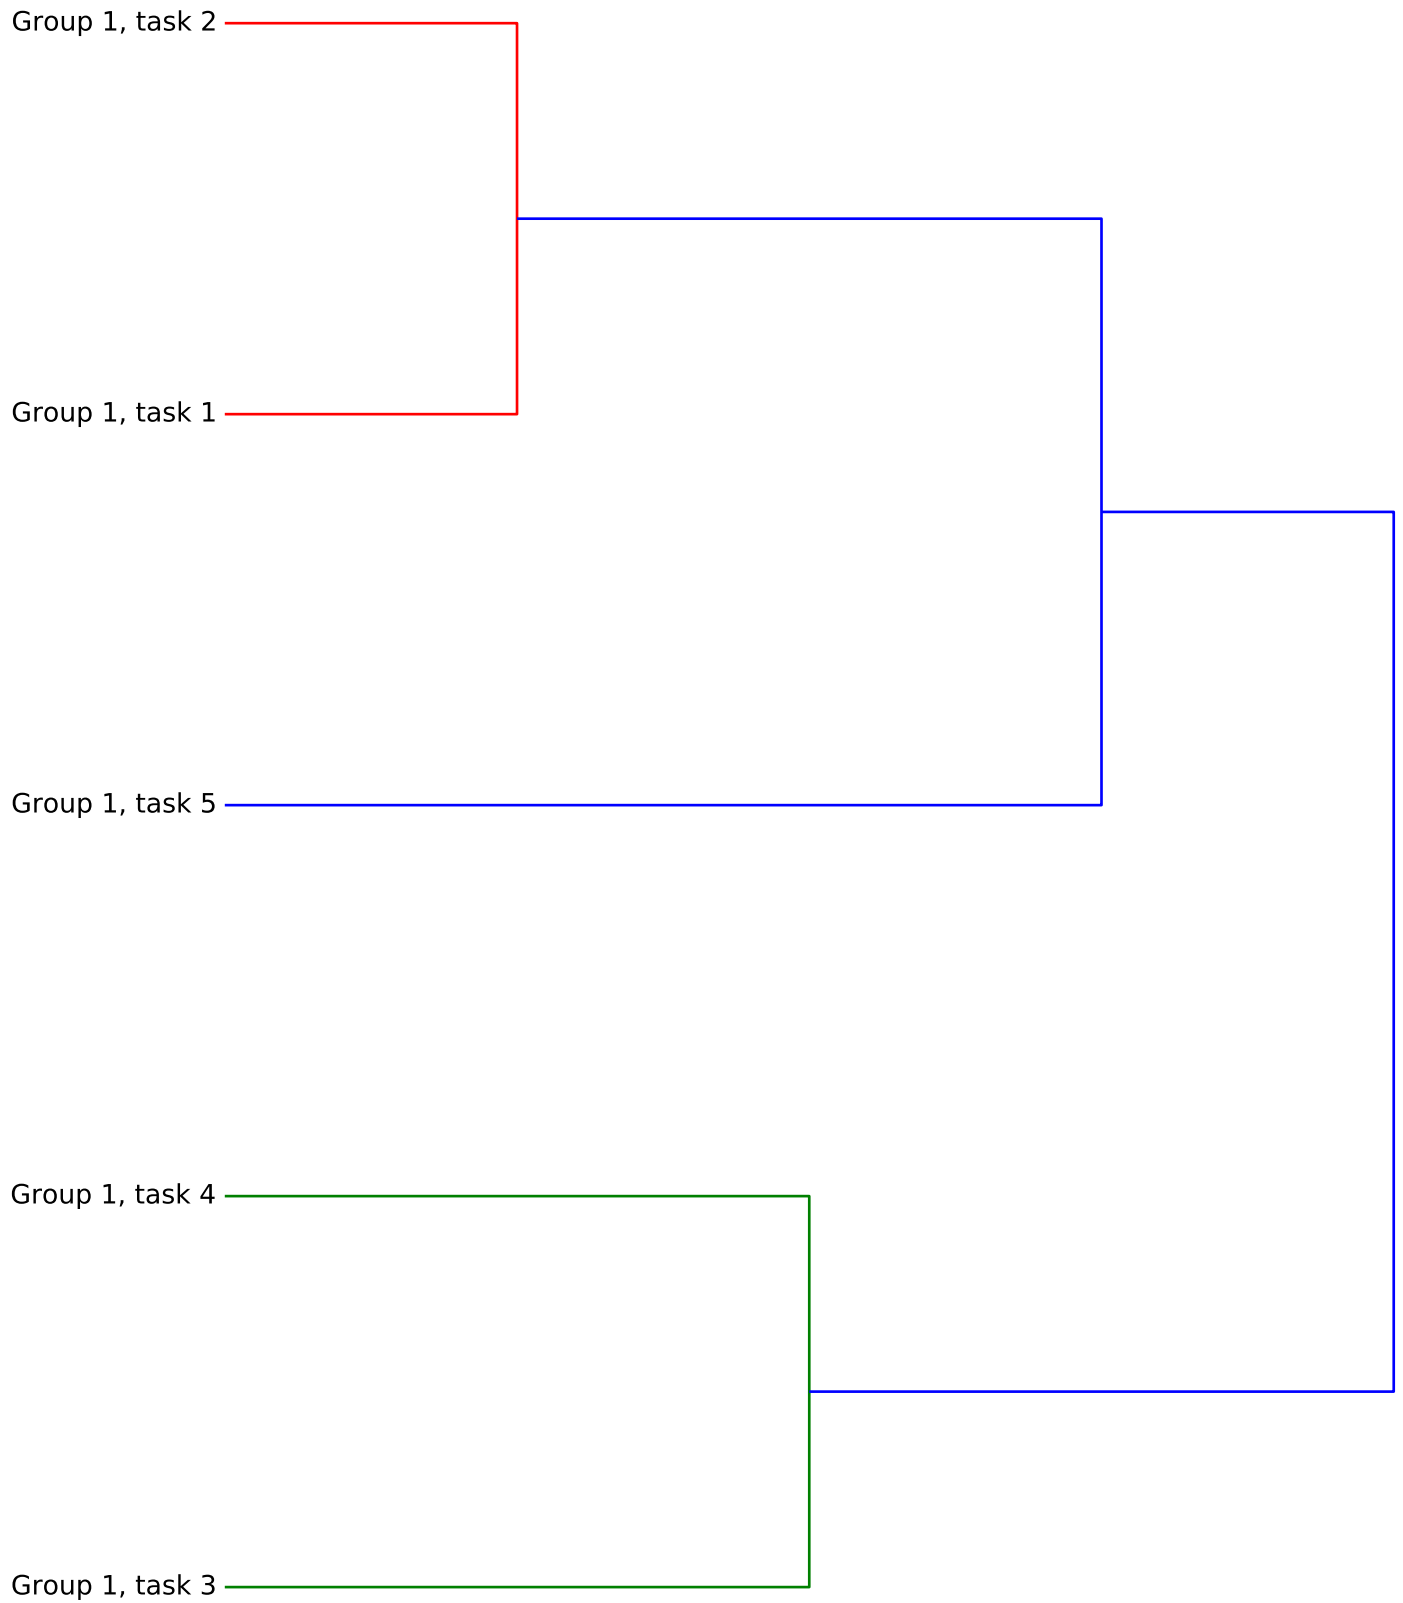 Group 1, task 2
Group 1, task 1
Group 1, task 5
Group 1, task 4
Group 1, task 3